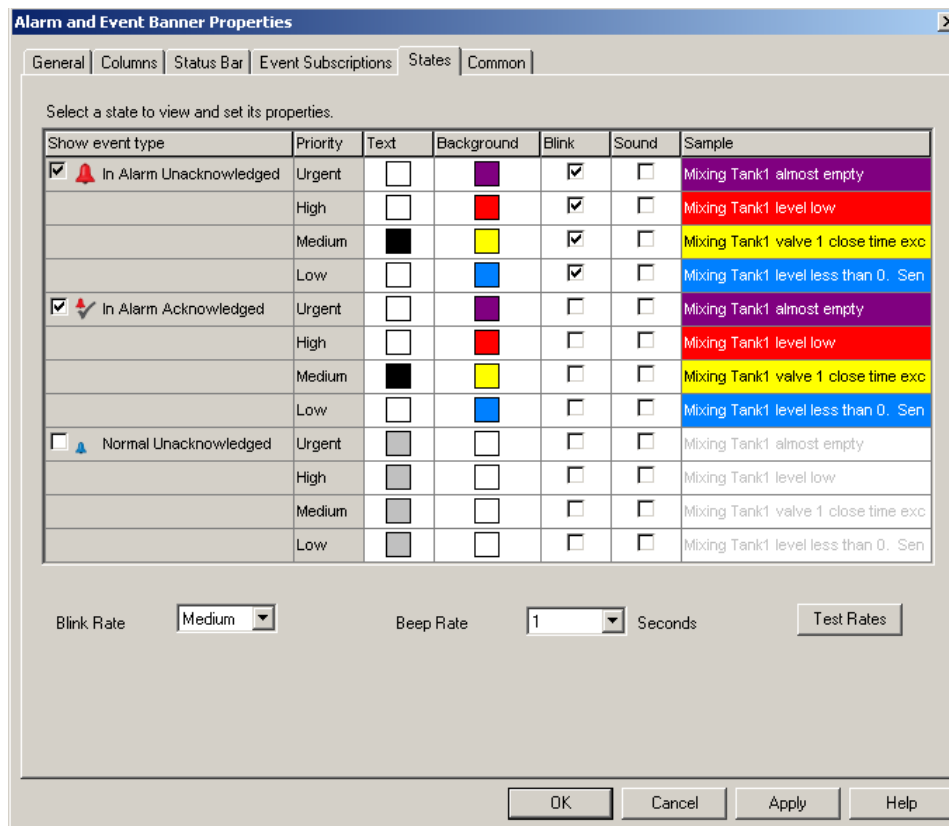 Alarm and Event Banner Properties
General Columns Status Bar Event Subscriptions States Common
Select a state to view and set its properties.
Show event type Priority Text Background Blink Sound Sample
In Alarm Unacknowledged Urgent Mixing Tank1 almost empty
High Mixing Tank1 level low
Medium Mixing Tank1 valve 1 close time exc
Low Mixing Tank1 level less than 0. Sen
In Alarm Acknowledged Urgent Mixing Tank1 almost empty
High Mixing Tank1 level low
Medium Mixing Tank1 valve 1 close time exc
Low Mixing Tank1 level less than 0. Sen
Normal Unacknowledged Urgent Mixing Tank1 almost empty
High Mixing Tank1 level low
Medium Mixing Tank1 valve 1 close time exc
Low Mixing Tank1 level less than 0. Sen
Blink Rate Medium Beep Rate 1 Seconds Test Rates
OK Cancel Apply Help